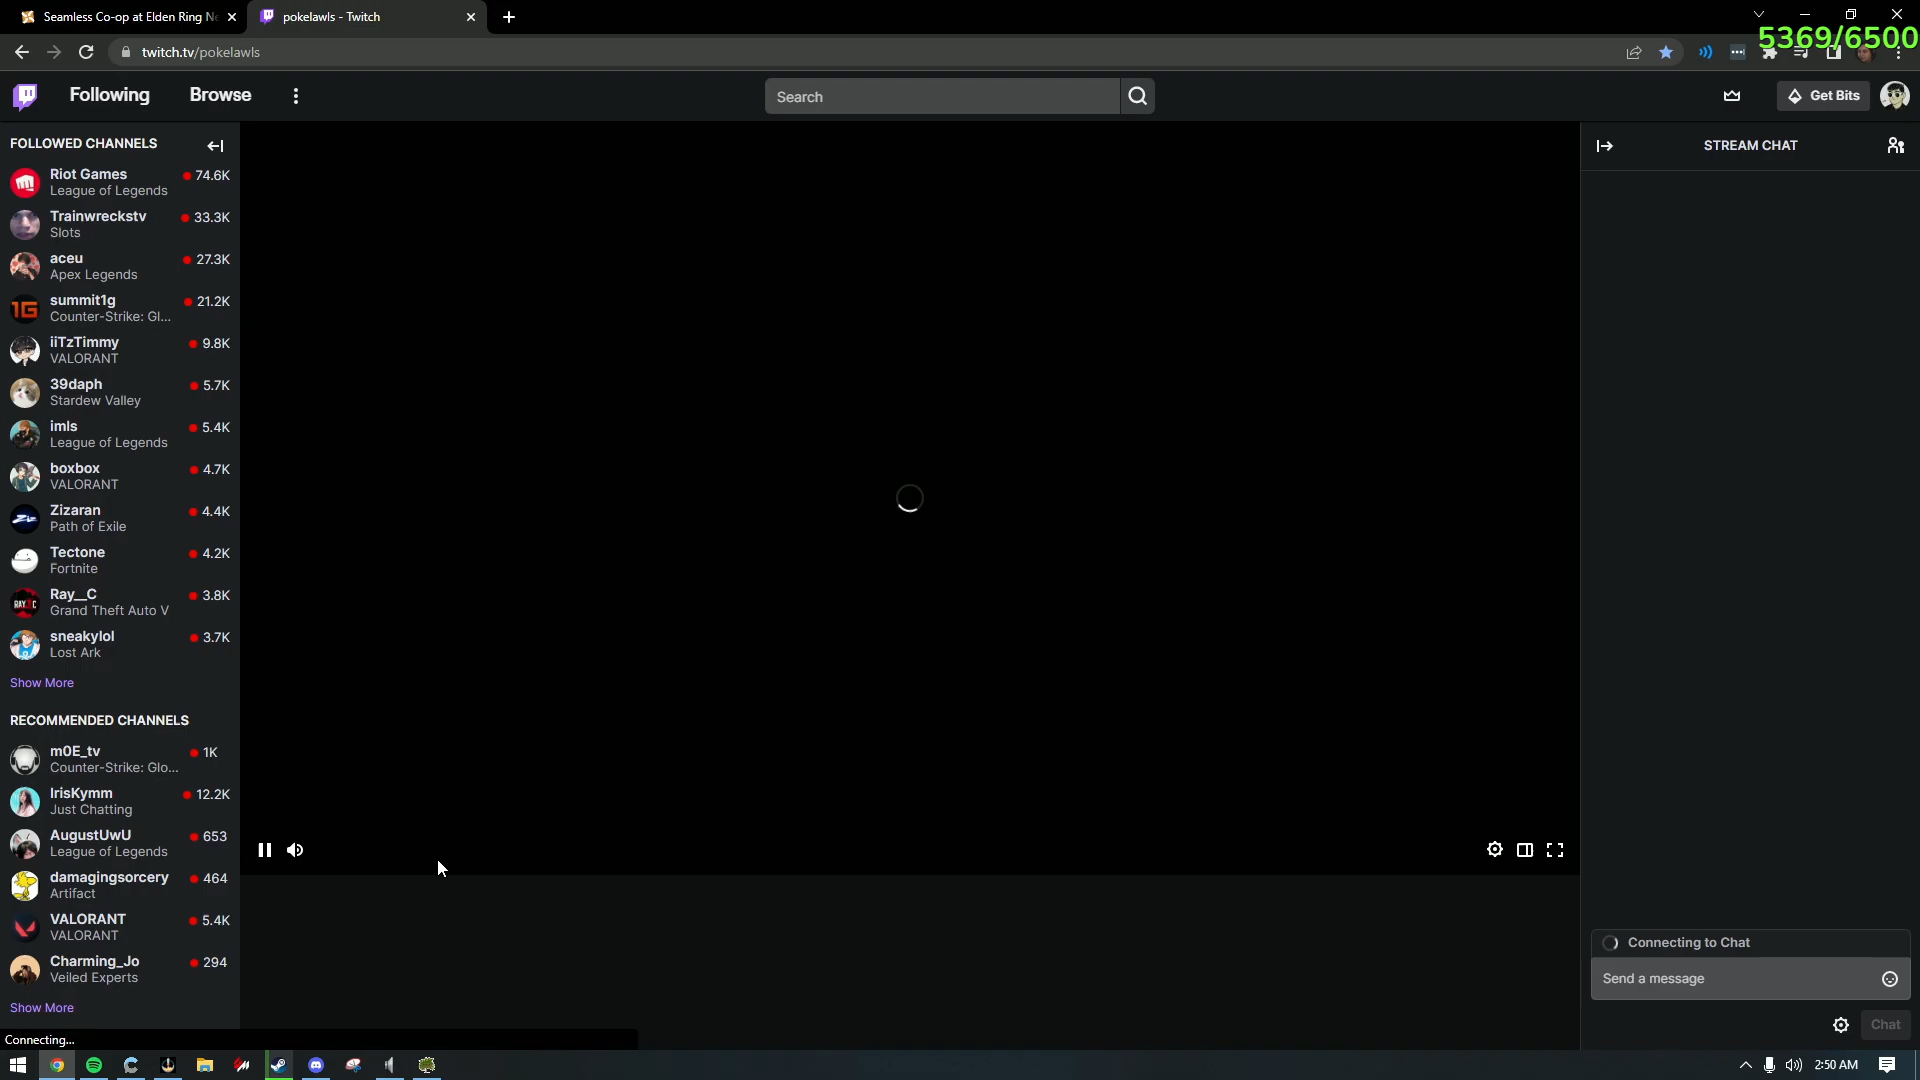 Seamless Co-op at Elden Ring Ne
pokelawls - Twitch
5369/6500
twitch.tv/pokelawls
Following
Browse
Search
Get Bits
FOLLOWED CHANNELS
STREAM CHAT
Riot Games
74.6K
League of Legends
Trainwreckstv
33.3K
Slots
aceu
27.3K
Apex Legends
1G
summit1g
21.2K
Counter-Strike: Gl...
iiTzTimmy
9.8K
VALORANT
39daph
5.7K
Stardew Valley
imls
5.4K
League of Legends
boxbox
4.7K
VALORANT
Zizaran
4.4K
Path of Exile
Tectone
4.2K
Fortnite
Ray__C
3.8K
Grand Theft Auto V
sneakylol
3.7K
Lost Ark
Show More
RECOMMENDED CHANNELS
m0E_tv
1K
Counter-Strike: Glo...
IrisKymm
12.2K
Just Chatting
AugustUwU
653
League of Legends
damagingsorcery
464
Artifact
VALORANT
5.4K
VALORANT
Charming_Jo
294
Veiled Experts
Connecting to Chat
Send a message
Show More
Chat
Connecting...
2:50 AM